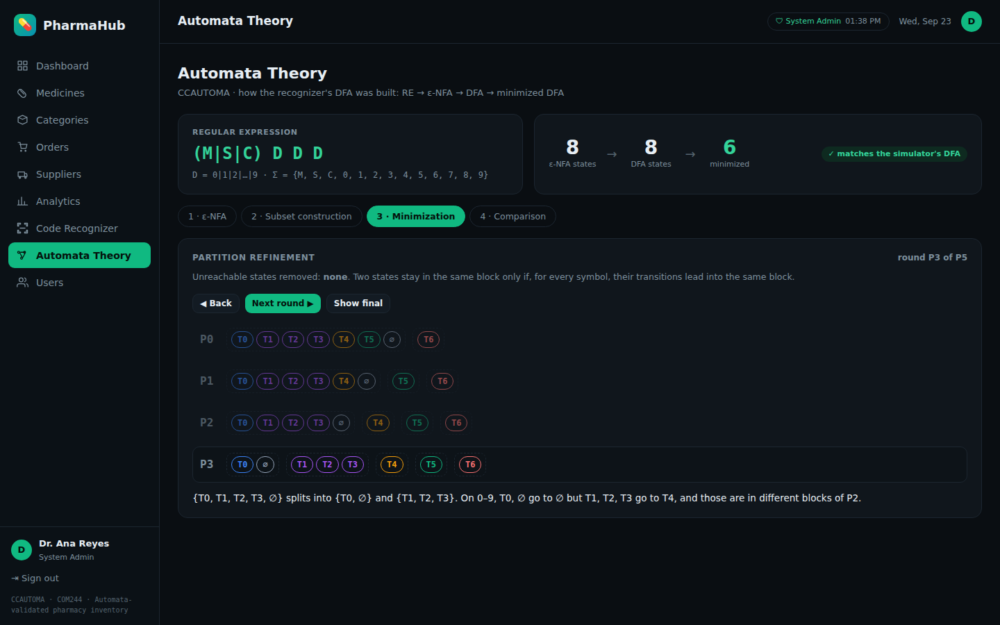 PharmaHub
Dashboard
Medicines
Categories
Orders
Suppliers
Analytics
Code Recognizer
Automata Theory
Users
Dr. Ana Reyes
D
System Admin
⇥ Sign out
CCAUTOMA · COM244 · Automata-
validated pharmacy inventory
Automata Theory
System Admin 01:38 PM
Wed, Sep 23
D
Automata Theory
CCAUTOMA · how the recognizer's DFA was built: RE → ε-NFA → DFA → minimized DFA
REGULAR EXPRESSION
(M|S|C) D D D
D = 0|1|2|…|9 · Σ = {M, S, C, 0, 1, 2, 3, 4, 5, 6, 7, 8, 9}
8 → 8 → 6
ε-NFA states DFA states minimized
✓ matches the simulator's DFA
1 · ε-NFA 2 · Subset construction 3 · Minimization 4 · Comparison
PARTITION REFINEMENT round P3 of P5
Unreachable states removed: none. Two states stay in the same block only if, for every symbol, their transitions lead into the same block.
◀ Back Next round ▶ Show final
P0 T0 T1 T2 T3 T4 T5 ∅ T6
P1 T0 T1 T2 T3 T4 ∅ T5 T6
P2 T0 T1 T2 T3 ∅ T4 T5 T6
P3 T0 ∅ T1 T2 T3 T4 T5 T6
{T0, T1, T2, T3, ∅} splits into {T0, ∅} and {T1, T2, T3}. On 0–9, T0, ∅ go to ∅ but T1, T2, T3 go to T4, and those are in different blocks of P2.